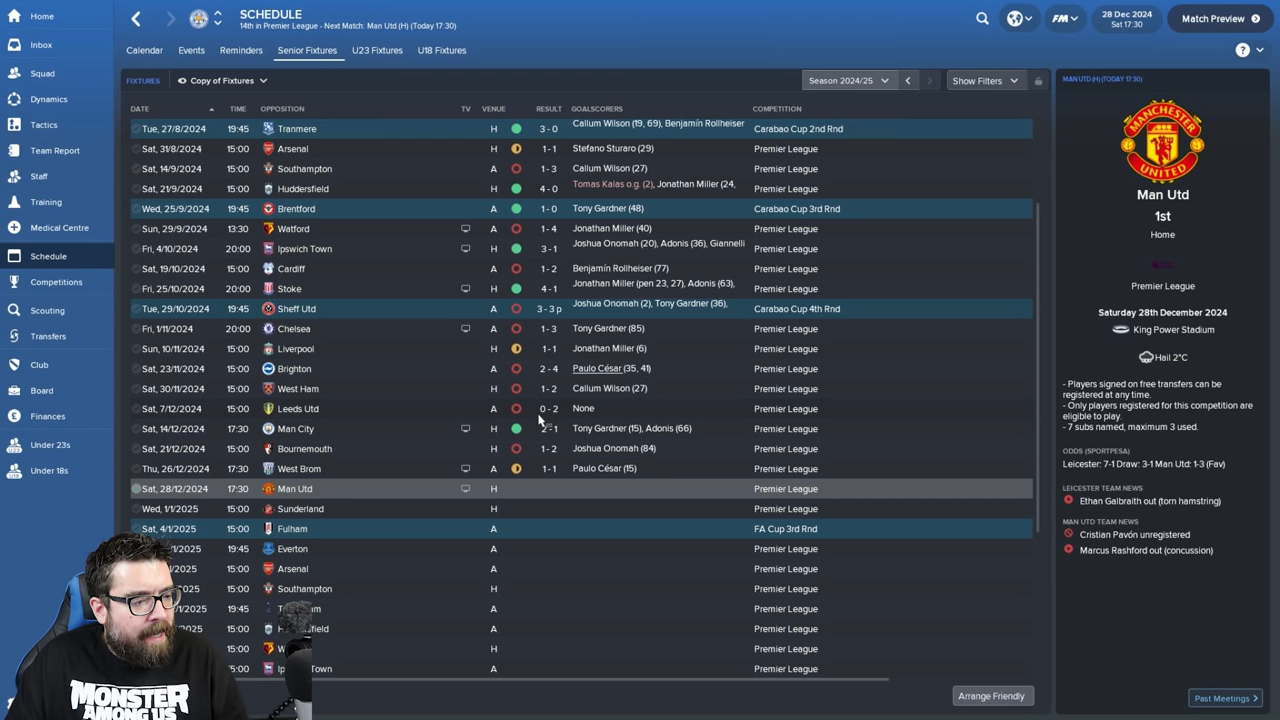 SCHEDULE
14th in Premier League - Next Match: Man Utd (H) (Today 17:30)
FM
28 Dec 2024
Sat 17:30
Match Preview
Home
Inbox
Squad
Dynamics
Tactics
Team Report
Staff
Training
Medical Centre
Schedule
Competitions
Scouting
Transfers
Club
Board
Finances
Under 23s
Under 18s
Calendar Events Reminders Senior Fixtures U23 Fixtures U18 Fixtures
FIXTURES Copy of Fixtures Season 2024/25 Show Filters
DATE TIME OPPOSITION TV VENUE RESULT GOALSCORERS COMPETITION
Tue, 27/8/2024 19:45 Tranmere H 3 - 0 Callum Wilson (19, 69), Benjamín Rollheiser Carabao Cup 2nd Rnd
Sat, 31/8/2024 15:00 Arsenal H 1-1 Stefano Sturaro (29) Premier League
Sat, 14/9/2024 15:00 Southampton A 1-3 Callum Wilson (27) Premier League
Sat, 21/9/2024 15:00 Huddersfield H 4-0 Tomas Kalas o.g. (2), Jonathan Miller (24, Premier League
Wed, 25/9/2024 19:45 Brentford A 1-0 Tony Gardner (48) Carabao Cup 3rd Rnd
Sun, 29/9/2024 13:30 Watford A 1-4 Jonathan Miller (40) Premier League
Fri, 4/10/2024 20:00 Ipswich Town H 3-1 Joshua Onomah (20), Adonis (36), Giannelli Premier League
Sat, 19/10/2024 15:00 Cardiff A 1-2 Benjamín Rollheiser (77) Premier League
Fri, 25/10/2024 20:00 Stoke H 4-1 Jonathan Miller (pen 23, 27), Adonis (63), Premier League
Tue, 29/10/2024 19:45 Sheff Utd A 3 - 3 p Joshua Onomah (2), Tony Gardner (36), Carabao Cup 4th Rnd
Fri, 1/11/2024 20:00 Chelsea A 1-3 Tony Gardner (85) Premier League
Sun, 10/11/2024 15:00 Liverpool H 1-1 Jonathan Miller (6) Premier League
Sat, 23/11/2024 15:00 Brighton A 2-4 Paulo César (35, 41) Premier League
Sat, 30/11/2024 15:00 West Ham H 1-2 Callum Wilson (27) Premier League
Sat, 7/12/2024 15:00 Leeds Utd A 0-2 None Premier League
Sat, 14/12/2024 17:30 Man City H 2-1 Tony Gardner (15), Adonis (66) Premier League
Sat, 21/12/2024 15:00 Bournemouth H 1-2 Joshua Onomah (84) Premier League
Thu, 26/12/2024 17:30 West Brom A 1-1 Paulo César (15) Premier League
Sat, 28/12/2024 17:30 Man Utd H Premier League
Wed, 1/1/2025 15:00 Sunderland H Premier League
Sat, 4/1/2025 15:00 Fulham A FA Cup 3rd Rnd
/1/2025 19:45 Everton A Premier League
/2025 15:00 Arsenal A Premier League
/2025 15:00 Southampton H Premier League
/2025 19:45 A Premier League
/2025 15:00 field A Premier League
15:00 H Premier League
15:00 Town A Premier League
Arrange Friendly
MAN UTD (H) (TODAY 17:30)
MANCHESTER
UNITED
Man Utd
1st
Home
Premier League
Saturday 28th December 2024
King Power Stadium
Hail 2°C
- Players signed on free transfers can be
registered at any time.
- Only players registered for this competition are
eligible to play.
- 7 subs named, maximum 3 used.
ODDS (SPORTPESA)
Leicester: 7-1 Draw: 3-1 Man Utd: 1-3 (Fav)
LEICESTER TEAM NEWS
Ethan Galbraith out (torn hamstring)
MAN UTD TEAM NEWS
Cristian Pavón unregistered
Marcus Rashford out (concussion)
Past Meetings
MONSTER
AMONG US